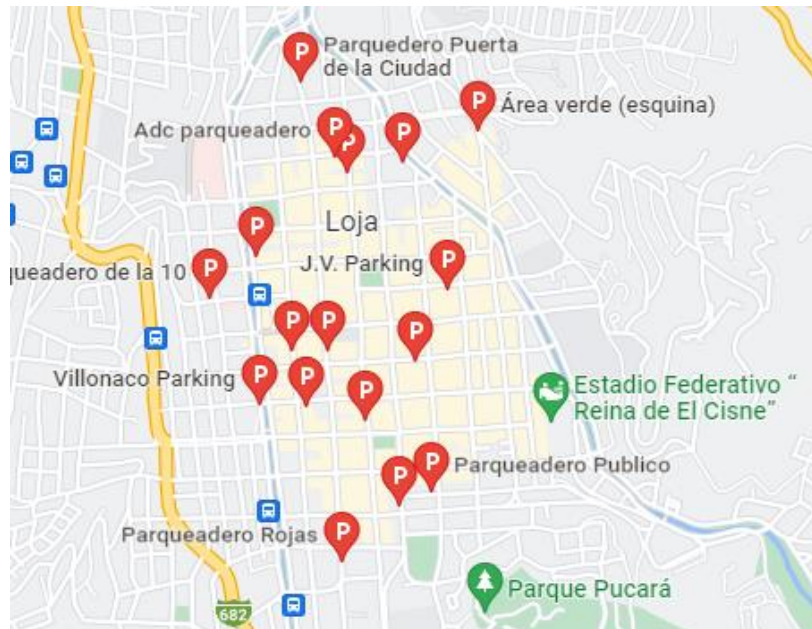 Parquedero Puerta
de la Ciudad
P
P
Área verde (esquina)
Adc parqueadero
P
P
P
Loja
P
J.V. Parking
P
queadero de la 10
P
P
P
P
Villonaco Parking
P
P
P
Estadio Federativo “
Reina de El Cisne”
Parqueadero Publico
P
P
Parqueadero Rojas
P
Parque Pucará
682